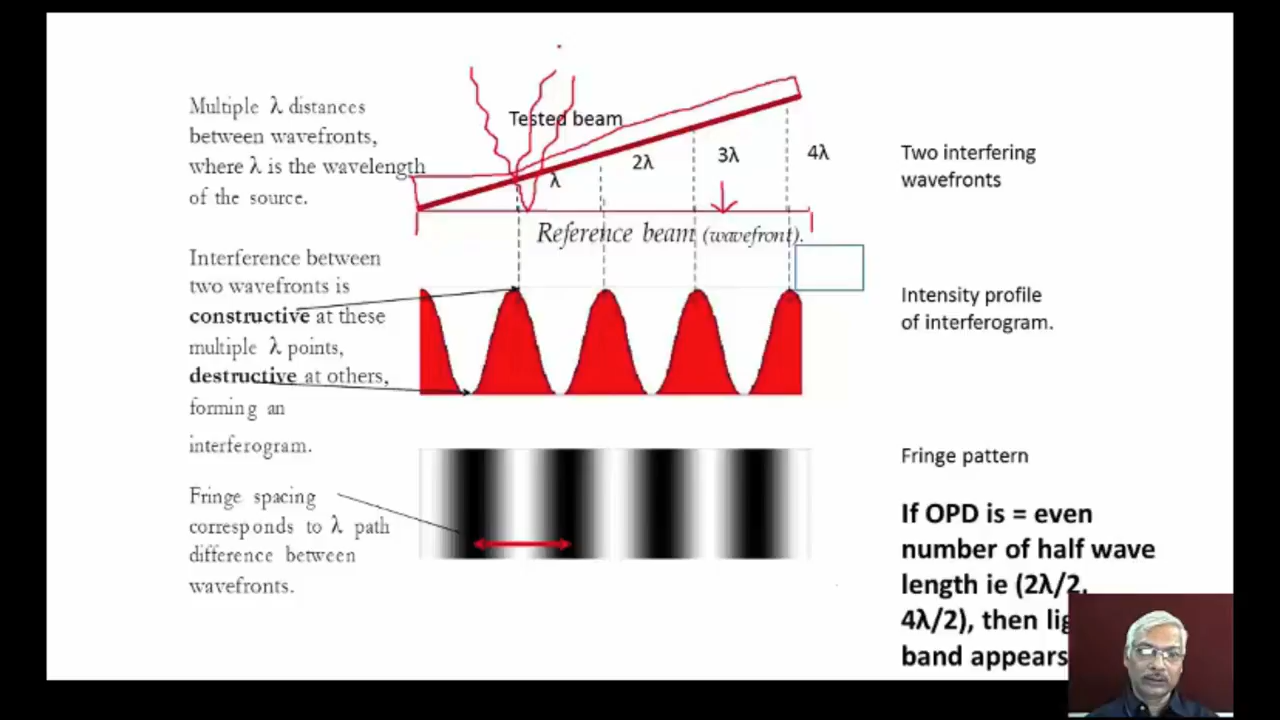 Multiple λ distances
between wavefronts,
where λ is the wavelength
of the source.
Tested beam
λ
2λ
3λ
4λ
Two interfering
wavefronts
Reference beam (wavefront).
Interference between
two wavefronts is
constructive at these
multiple λ points,
destructive at others,
forming an
interferogram.
Intensity profile
of interferogram.
Fringe pattern
Fringe spacing
corresponds to λ path
difference between
wavefronts.
If OPD is = even
number of half wave
length ie (2λ/2,
4λ/2), then
band appears